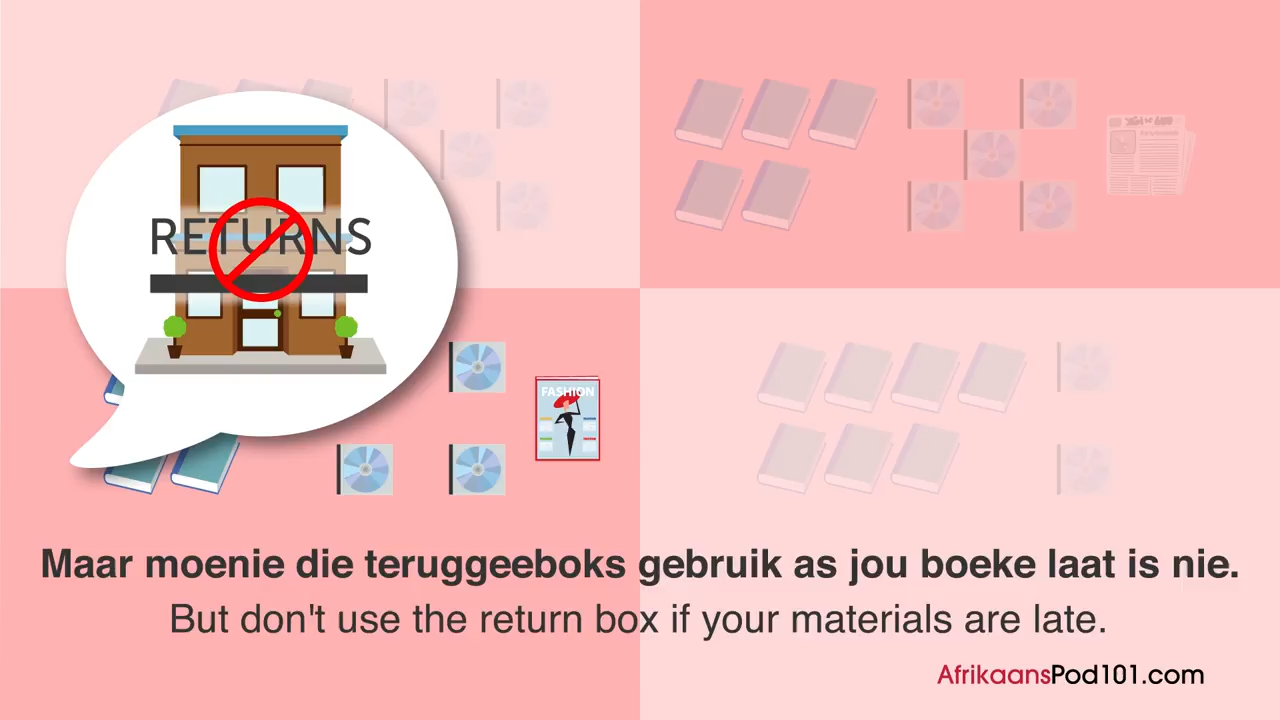 RETURNS
FASHION
Maar moenie die teruggeeboks gebruik as jou boeke laat is nie.
But don't use the return box if your materials are late.
AfrikaansPod101.com